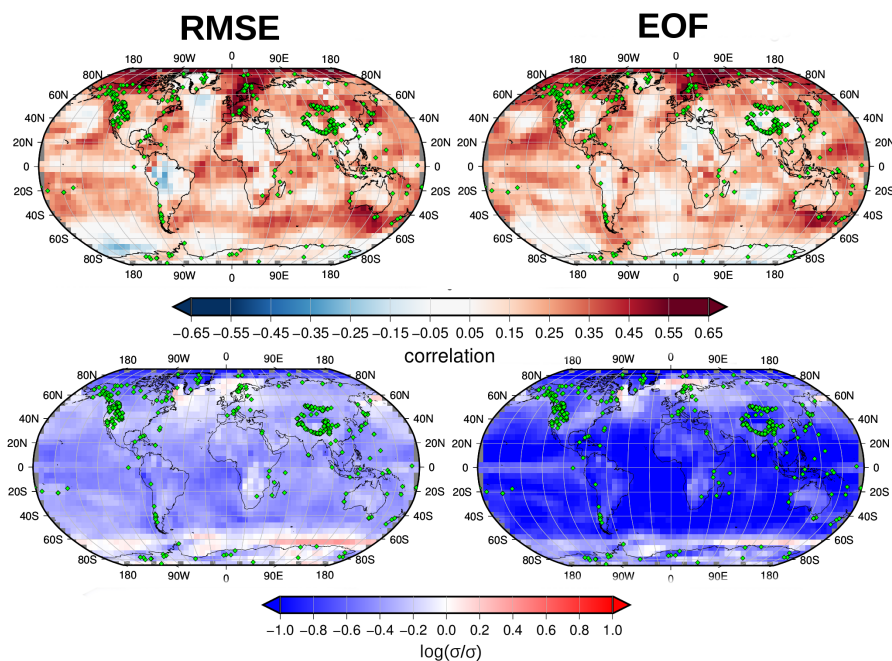 RMSE EOF
180 90W 0 90E 180 180 90W 0 90E 180
80N 80N 80N 80N
60N 60N 60N 60N
40N 40N 40N 40N
20N 20N 20N 20N
0 0 0 0
20S 20S 20S 20S
40S 40S 40S 40S
60S 60S 60S 60S
80S 80S 80S 80S
180 90W 0 90E 180 180 90W 0 90E 180
−0.65 −0.55 −0.45 −0.35 −0.25 −0.15 −0.05 0.05 0.15 0.25 0.35 0.45 0.55 0.65
correlation
180 90W 0 90E 180 180 90W 0 90E 180
80N 80N 80N 80N
60N 60N 60N 60N
40N 40N 40N 40N
20N 20N 20N 20N
0 0 0 0
20S 20S 20S 20S
40S 40S 40S 40S
60S 60S 60S 60S
80S 80S 80S 80S
180 90W 0 90E 180 180 90W 0 90E 180
−1.0 −0.8 −0.6 −0.4 −0.2 0.0 0.2 0.4 0.6 0.8 1.0
log(σ/σ)